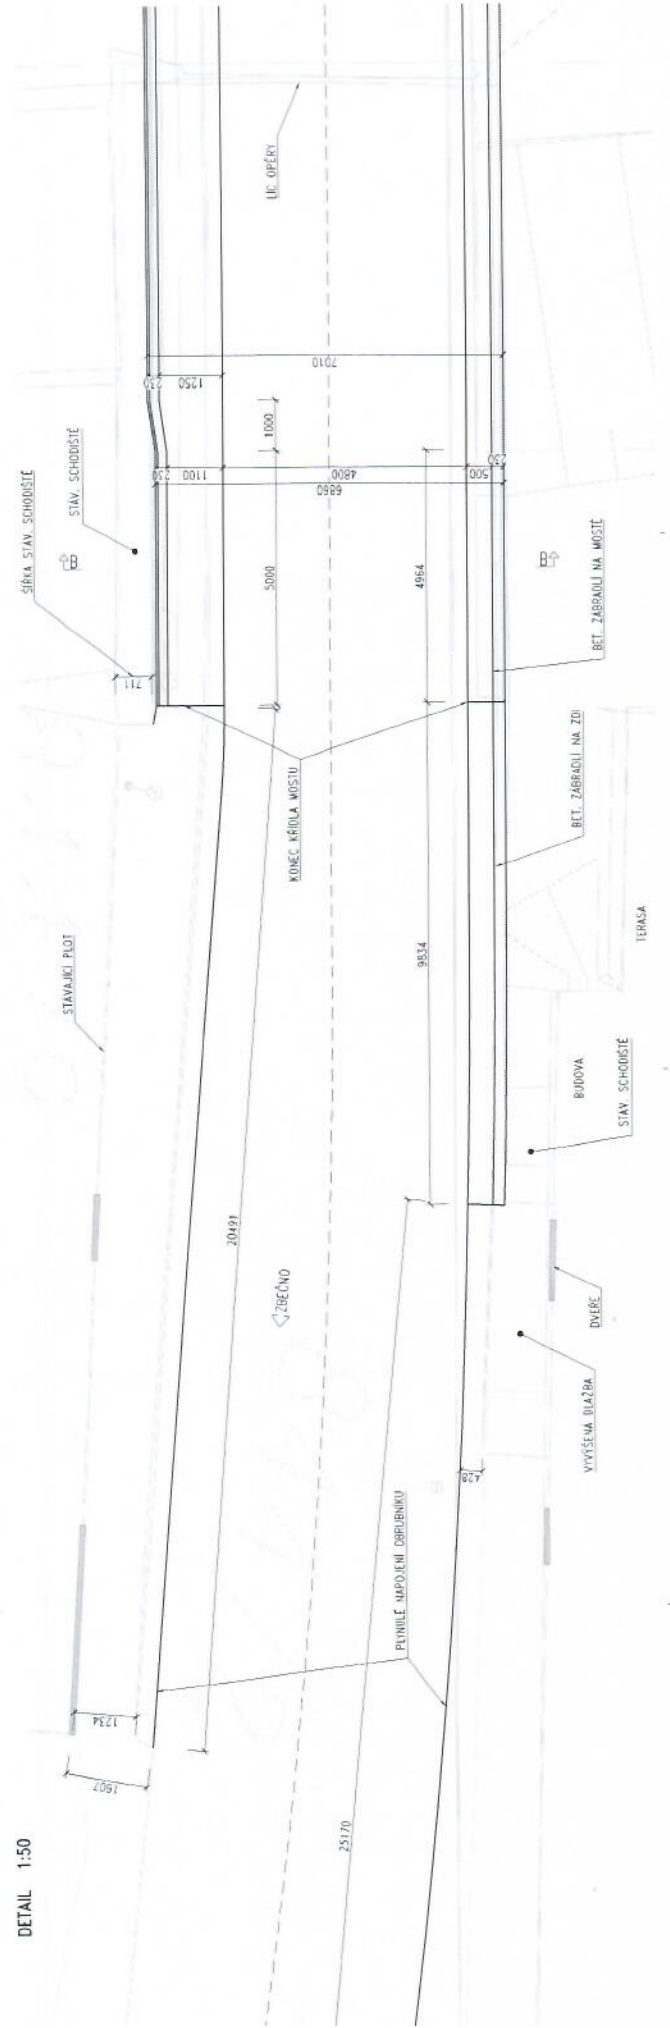 DETAIL 1:50
ŠÍŘKA STÁV. SCHODIŠTĚ
STÁV. SCHODIŠTĚ
STÁVAJÍCÍ PLOT
LÍC OPĚRY
KONEC KŘÍDLA MOSTU
ZBEČNO
PLYNULÉ NAPOJENÍ OBRUBNÍKU
BET. ZÁBRADLÍ NA MOSTĚ
BET. ZÁBRADLÍ NA ZDI
TERASA
BUDOVA
STÁV. SCHODIŠTĚ
DVEŘE
VYVÝŠENÁ DLAŽBA
B
B
1607
1234
711
230
1250
7010
230
1100
4800
500
230
6860
1000
5000
4964
9834
20491
25170
428